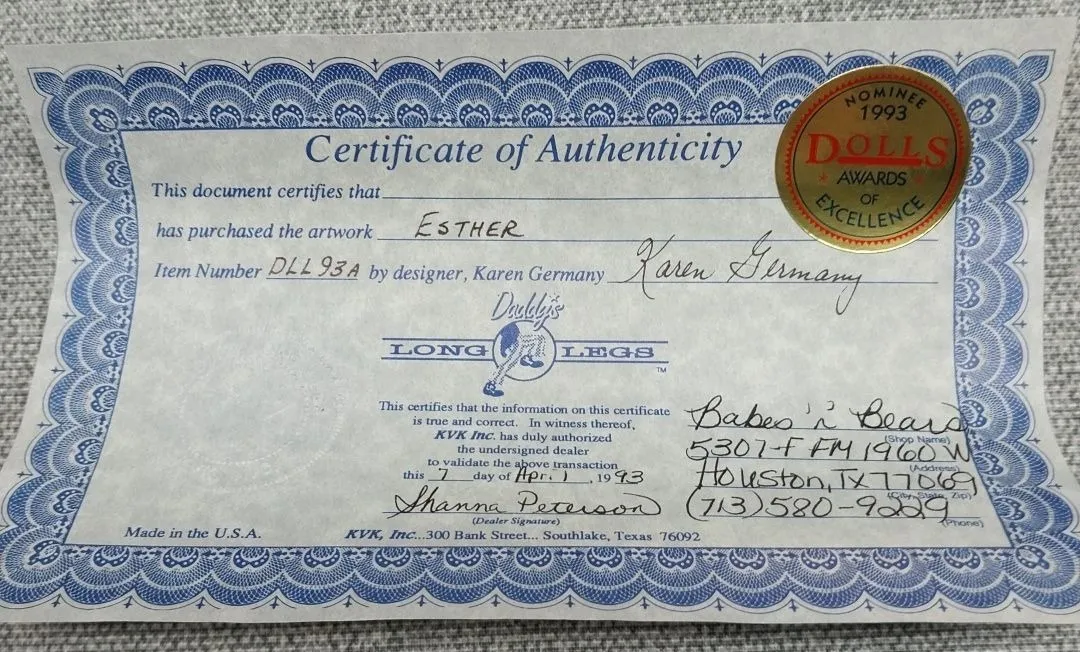 Certificate of Authenticity
NOMINEE
1993
DOLLS
AWARDS
OF
EXCELLENCE
This document certifies that
has purchased the artwork ESTHER
Item Number DLL93A by designer, Karen Germany Karen Germany
Daddy's
LONG LEGS
TM
This certifies that the information on this certificate
is true and correct. In witness thereof,
KVK Inc. has duly authorized
the undersigned dealer
to validate the above transaction
this 7 day of April, 1993
Shanna Peterson
(Dealer Signature)
Babes 'n' Bears
(Shop Name)
5307-F FM 1960 W
(Address)
Houston, TX 77069
(City, State, Zip)
(713) 580-9229
(Phone)
Made in the U.S.A.
KVK, Inc...300 Bank Street... Southlake, Texas 76092